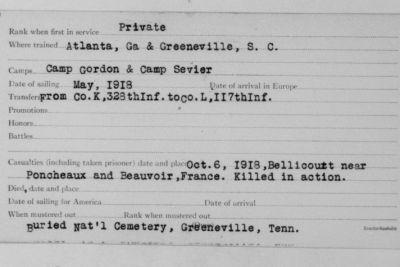 Rank when first in service Private
Where trained Atlanta, Ga & Greeneville, S. C.
Camps Camp Gordon & Camp Sevier
Date of sailing May, 1918 Date of arrival in Europe
Transfers From Co.K,328thInf.toCo.L,117thInf.
Promotions
Honors
Battles
Casualties (including taken prisoner) date and place Oct.6, 1918,Bellicourt near
Poncheaux and Beauvoir,France. Killed in action.
Died, date and place
Date of sailing for America Date of arrival
When mustered out Rank when mustered out
Buried Nat'l Cemetery, Greeneville, Tenn.